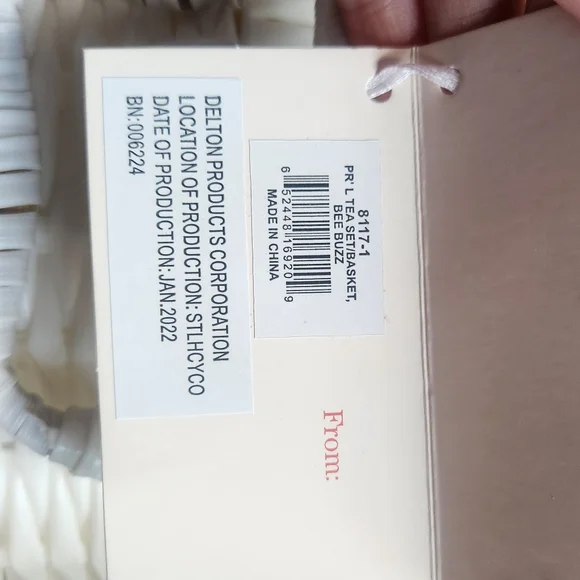 8117-1
PR' L TEA SET/BASKET,
BEE BUZZ
6 52448 16920 9
MADE IN CHINA
DELTON PRODUCTS CORPORATION
LOCATION OF PRODUCTION: STLHCYCO
DATE OF PRODUCTION: JAN.2022
BN:006224
From: